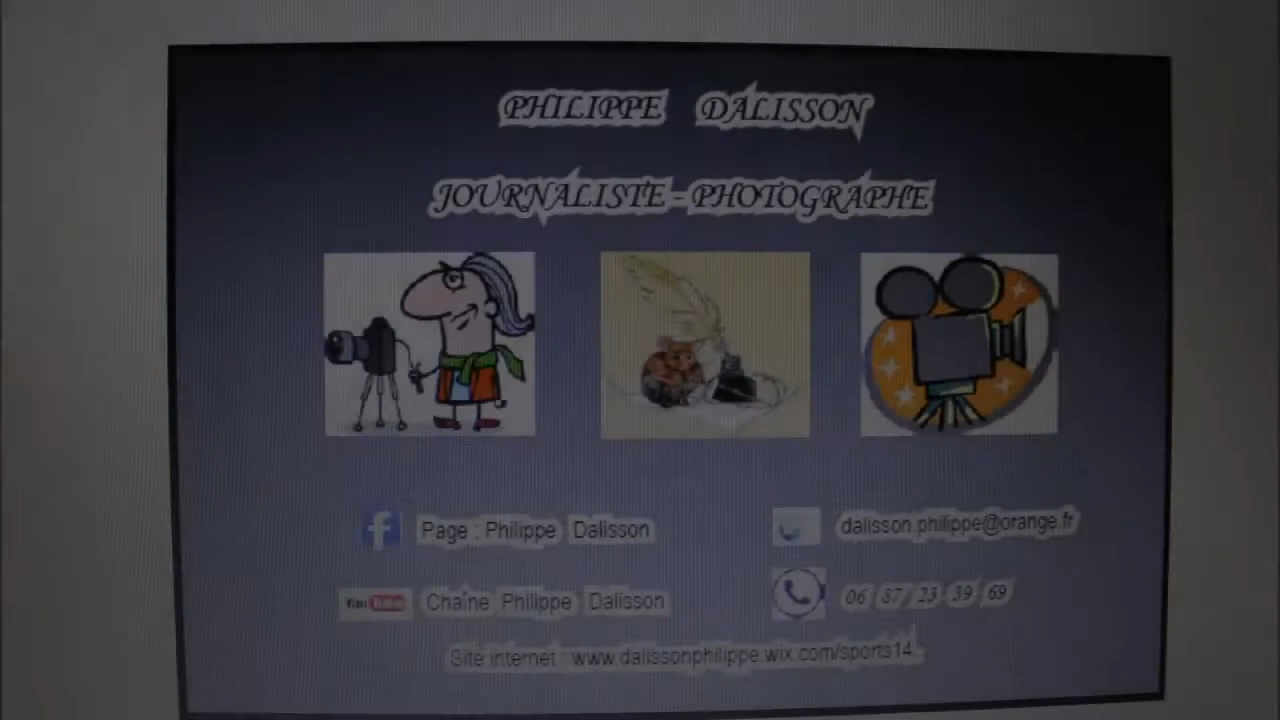 PHILIPPE DALISSON
JOURNALISTE - PHOTOGRAPHE
f Page : Philippe Dalisson
dalisson.philippe@orange.fr
YouTube Chaîne Philippe Dalisson
06 87 23 39 69
Site internet : www.dalissonphilippe.wix.com/sports14